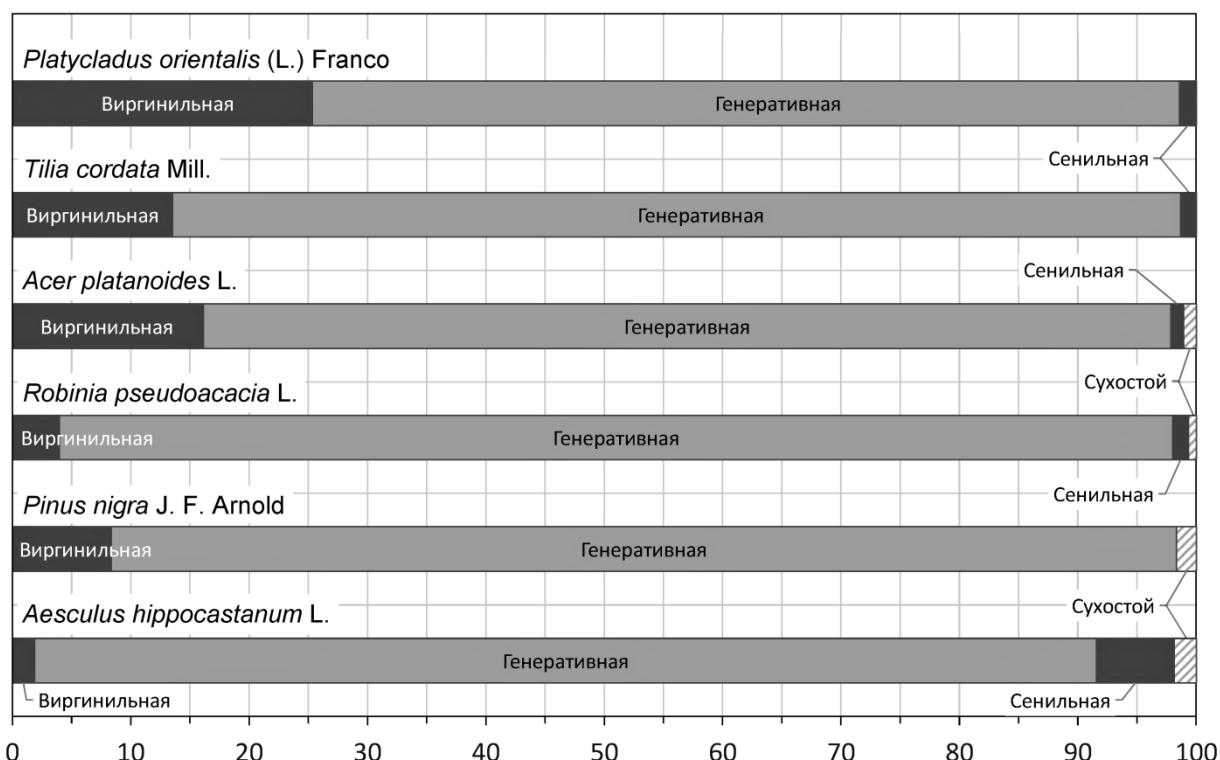 Platycladus orientalis (L.) Franco
Виргинильная Генеративная
Сенильная
Tilia cordata Mill.
Виргинильная Генеративная
Сенильная
Acer platanoides L.
Виргинильная Генеративная
Сухостой
Robinia pseudoacacia L.
Виргинильная Генеративная
Сенильная
Pinus nigra J. F. Arnold
Виргинильная Генеративная
Сухостой
Aesculus hippocastanum L.
Генеративная
Виргинильная Сенильная
0 10 20 30 40 50 60 70 80 90 100